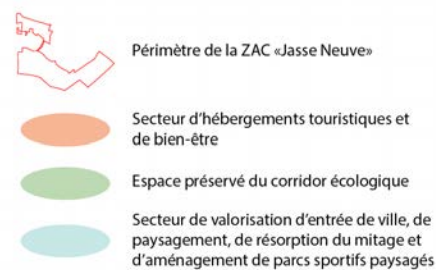 Périmètre de la ZAC «Jasse Neuve»
Secteur d'hébergements touristiques et
de bien-être
Espace préservé du corridor écologique
Secteur de valorisation d'entrée de ville, de
paysagement, de résorption du mitage et
d'aménagement de parcs sportifs paysagés